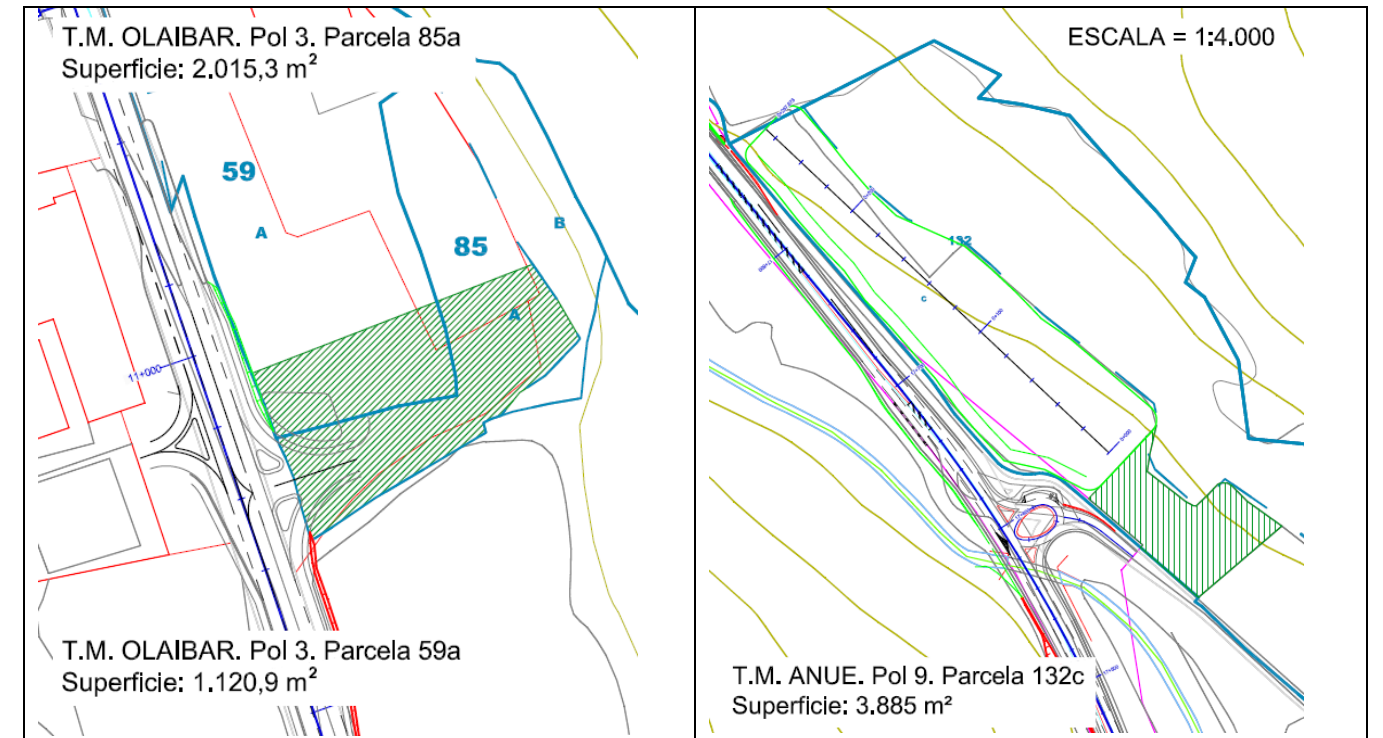 T.M. OLAIBAR. Pol 3. Parcela 85a
Superficie: 2.015,3 m²
59
A
B
85
A
11+000
T.M. OLAIBAR. Pol 3. Parcela 59a
Superficie: 1.120,9 m²
ESCALA = 1:4.000
132
c
T.M. ANUE. Pol 9. Parcela 132c
Superficie: 3.885 m²